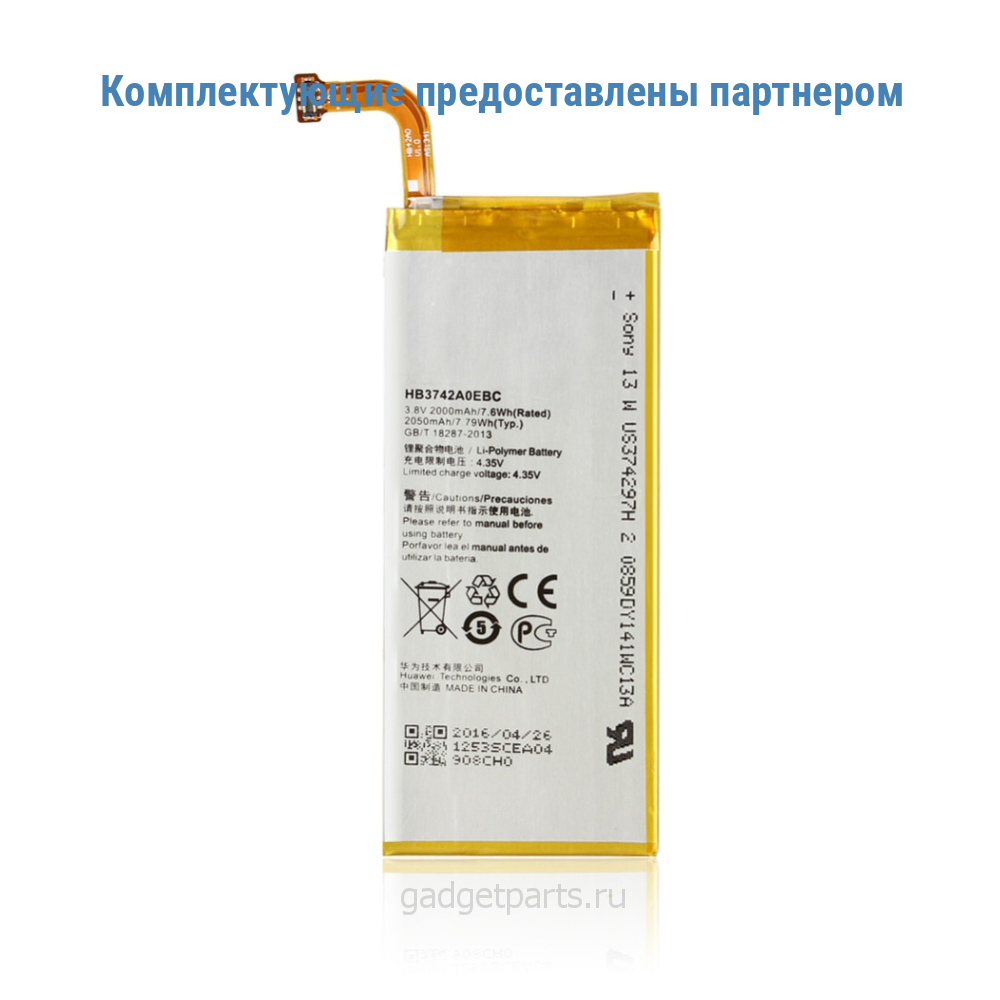 Комплектующие предоставлены партнером
HB3742A0EBC
3.8V 2000mAh/7.6Wh(Rated)
2050mAh/7.79Wh(Typ.)
GB/T 18287-2013
锂聚合物电池 / Li-Polymer Battery
充电限制电压：4.35V
Limited charge voltage: 4.35V
警告/Cautions/Precauciones
请按照说明书指示使用电池.
Please refer to manual before
using battery
Porfavor lea el manual antes de
utilizar la bateria.
5
PC
华为技术有限公司
Huawei Technologies Co.,LTD
中国制造 MADE IN CHINA
2016/04/26
1253SCEA04
908CH0
- + Sony 13 W US374297H 2 0859DY141WC13A
gadgetparts.ru